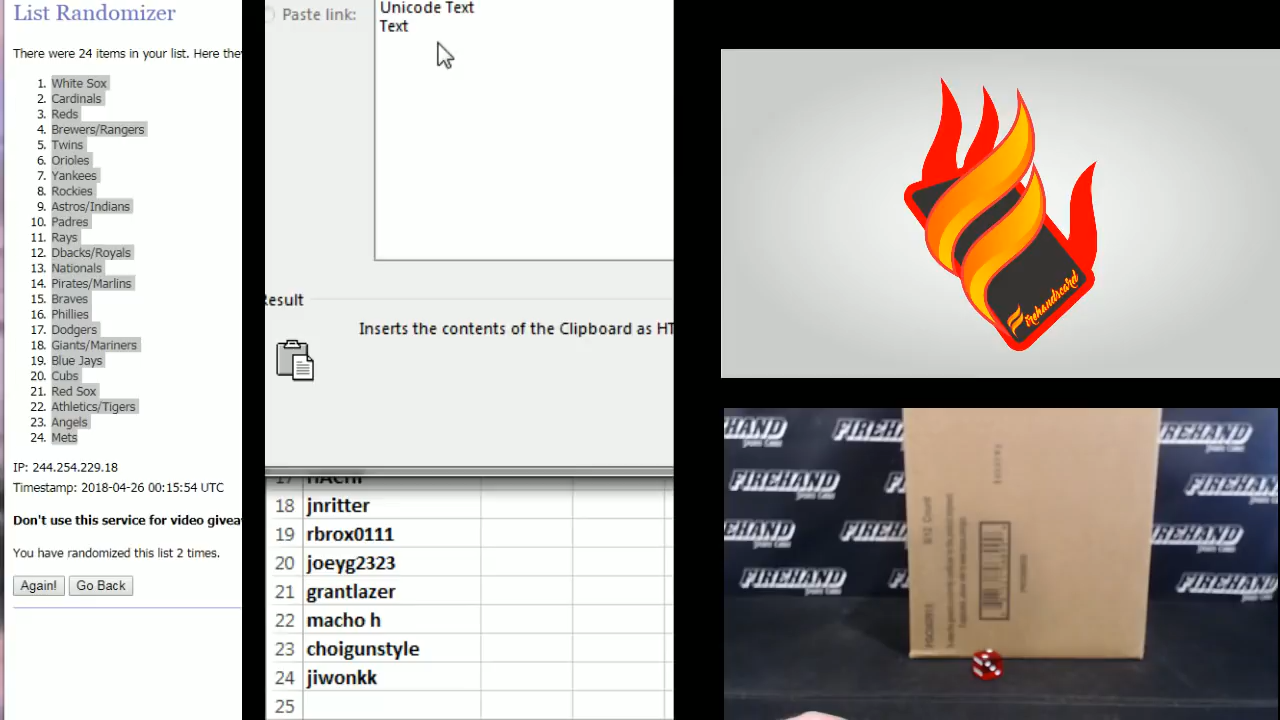 List Randomizer
There were 24 items in your list. Here they
1. White Sox
2. Cardinals
3. Reds
4. Brewers/Rangers
5. Twins
6. Orioles
7. Yankees
8. Rockies
9. Astros/Indians
10. Padres
11. Rays
12. Dbacks/Royals
13. Nationals
14. Pirates/Marlins
15. Braves
16. Phillies
17. Dodgers
18. Giants/Mariners
19. Blue Jays
20. Cubs
21. Red Sox
22. Athletics/Tigers
23. Angels
24. Mets
IP: 244.254.229.18
Timestamp: 2018-04-26 00:15:54 UTC
Don't use this service for video givea
You have randomized this list 2 times.
Again! Go Back
Paste link:
Unicode Text
Text
Result
Inserts the contents of the Clipboard as HT
18 jnritter
19 rbrox0111
20 joeyg2323
21 grantlazer
22 macho h
23 choigunstyle
24 jiwonkk
25
Firehandscard
FIREHAND
FIREHAND
FIREHAND
FIREHAND
FIREHAND
FIREHAND